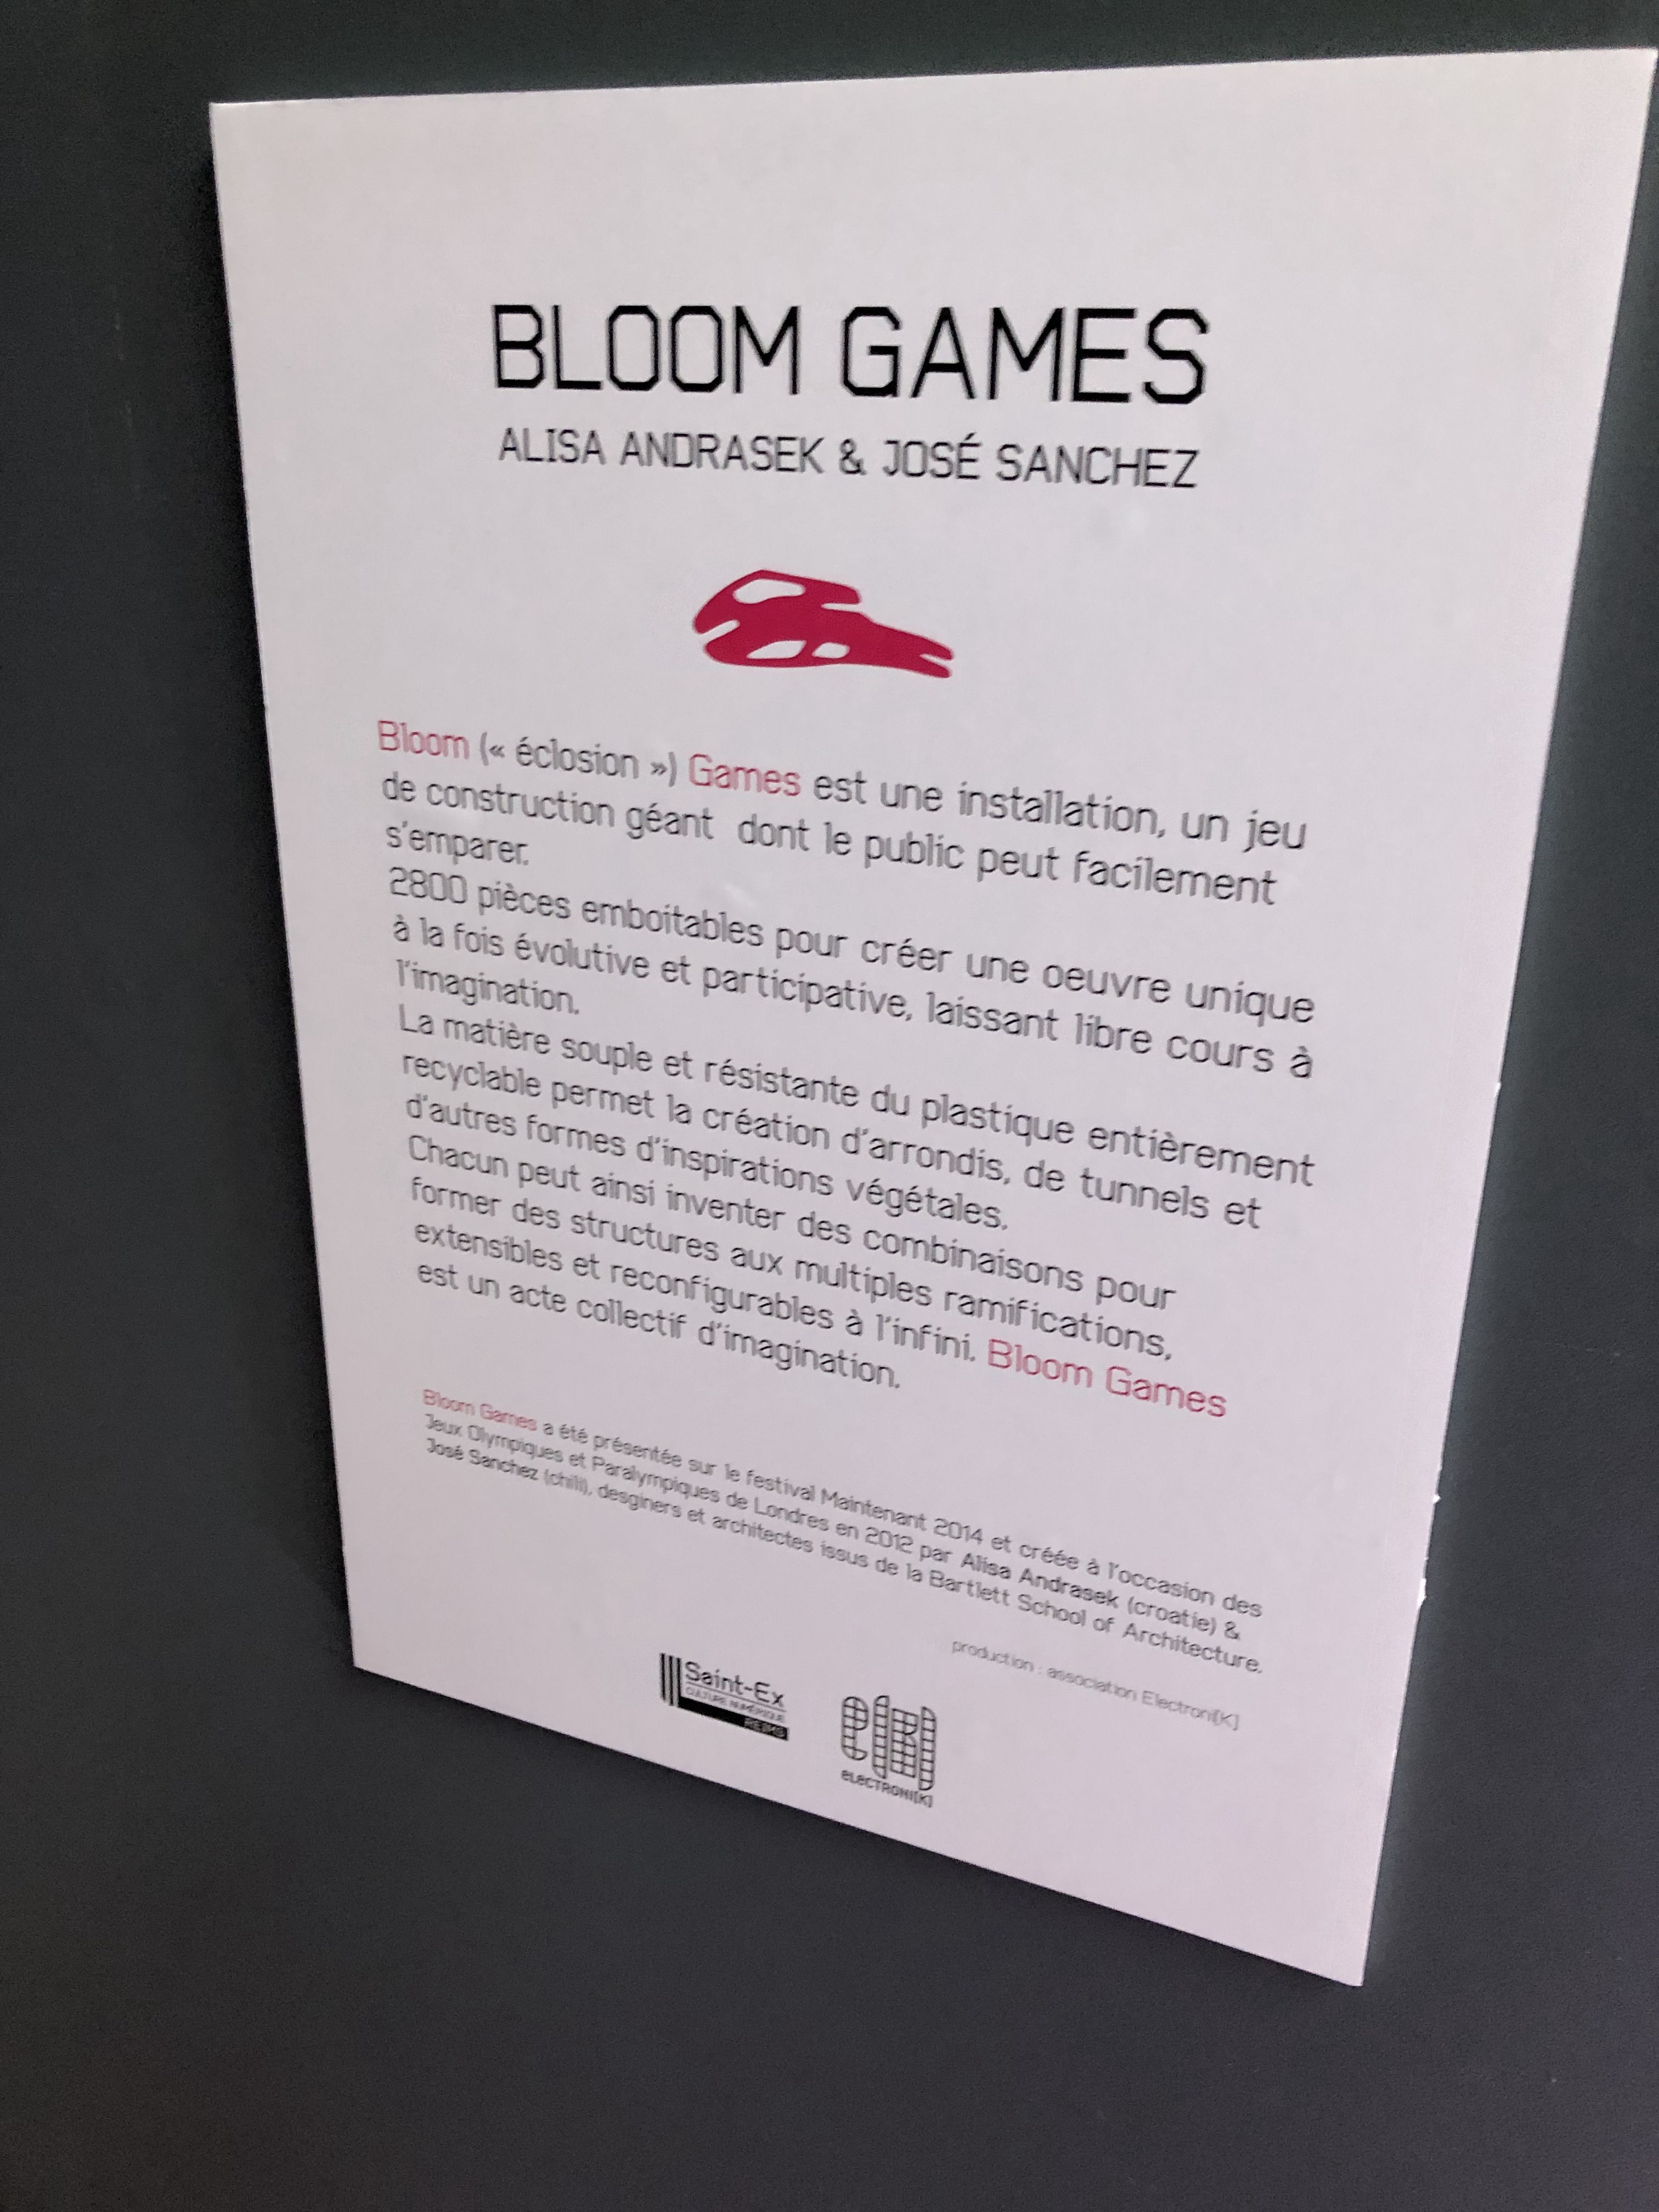 BLOOM GAMES
ALISA ANDRASEK & JOSÉ SANCHEZ
Bloom (« éclosion ») Games est une installation, un jeu
de construction géant dont le public peut facilement
s'emparer.
2800 pièces emboitables pour créer une oeuvre unique
à la fois évolutive et participative, laissant libre cours à
l'imagination.
La matière souple et résistante du plastique entièrement
recyclable permet la création d'arrondis, de tunnels et
d'autres formes d'inspirations végétales.
Chacun peut ainsi inventer des combinaisons pour
former des structures aux multiples ramifications,
extensibles et reconfigurables à l'infini. Bloom Games
est un acte collectif d'imagination.
Bloom Games a été présentée sur le festival Maintenant 2014 et créée à l'occasion des
Jeux Olympiques et Paralympiques de Londres en 2012 par Alisa Andrasek (croatie) &
José Sanchez (chili), desginers et architectes issus de la Bartlett School of Architecture.
production : association Electroni[K]
Saint-Ex
CULTURE NUMÉRIQUE
REIMS
e[k]
eLeCTRONI[K]